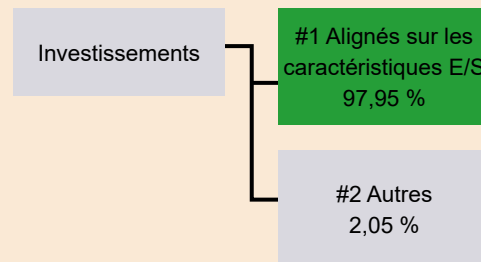 Investissements
#1 Alignés sur les
caractéristiques E/S
97,95 %
#2 Autres
2,05 %